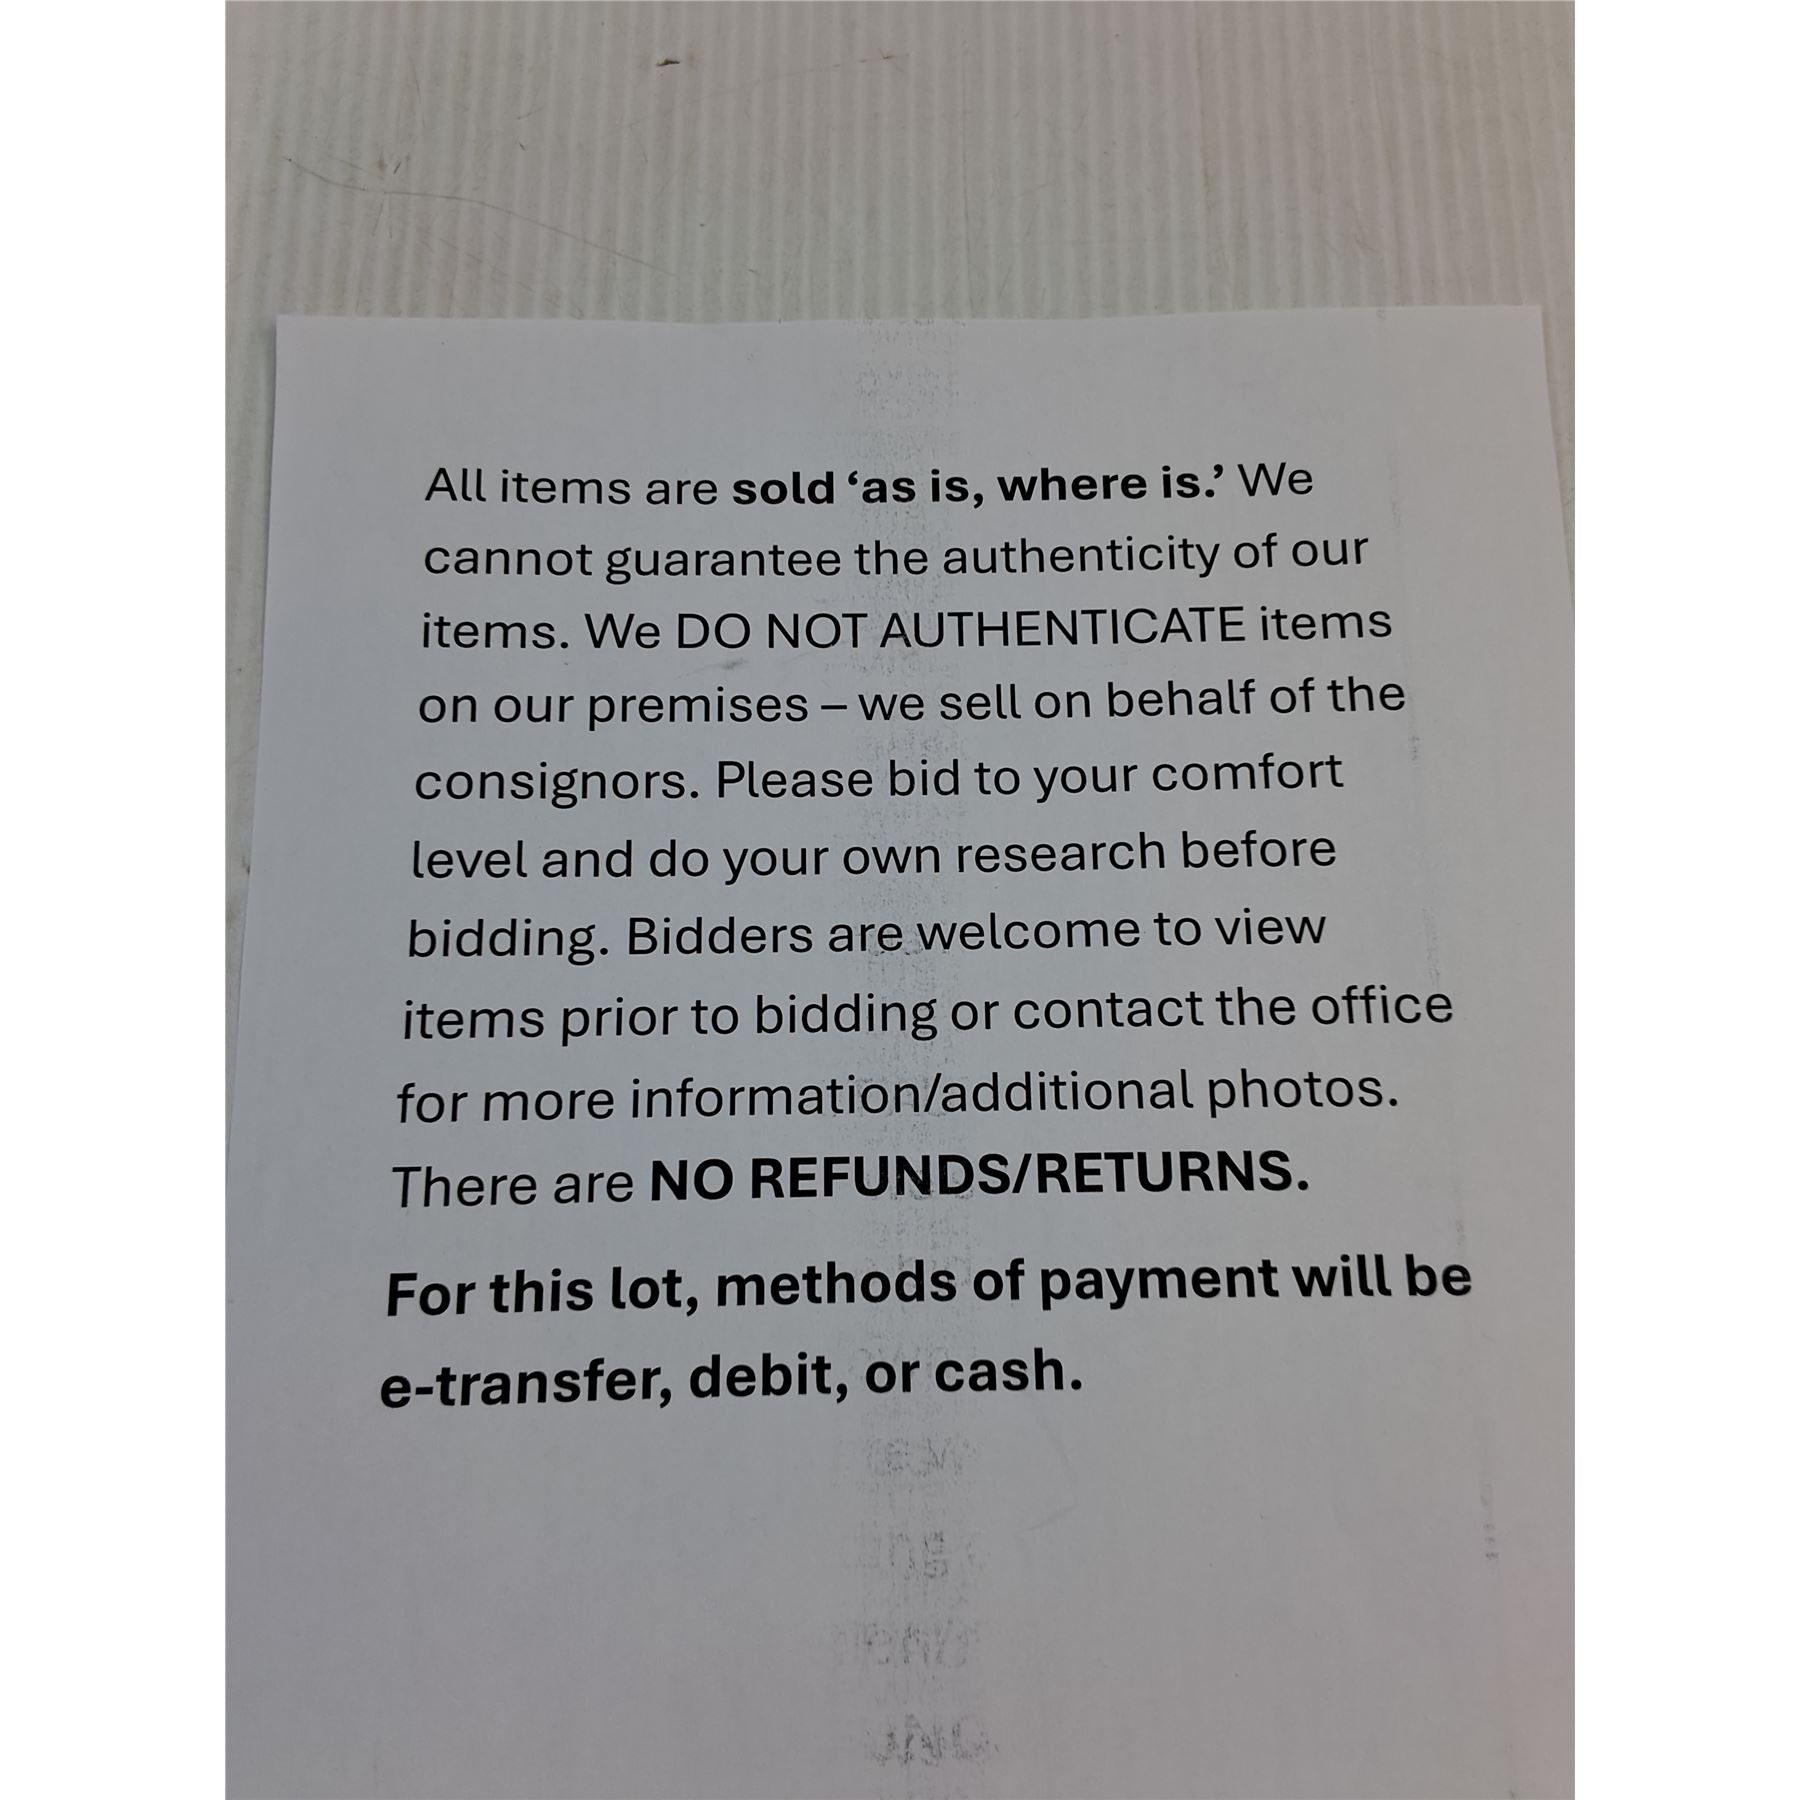 All items are sold ‘as is, where is.’ We
cannot guarantee the authenticity of our
items. We DO NOT AUTHENTICATE items
on our premises – we sell on behalf of the
consignors. Please bid to your comfort
level and do your own research before
bidding. Bidders are welcome to view
items prior to bidding or contact the office
for more information/additional photos.
There are NO REFUNDS/RETURNS.
For this lot, methods of payment will be
e-transfer, debit, or cash.